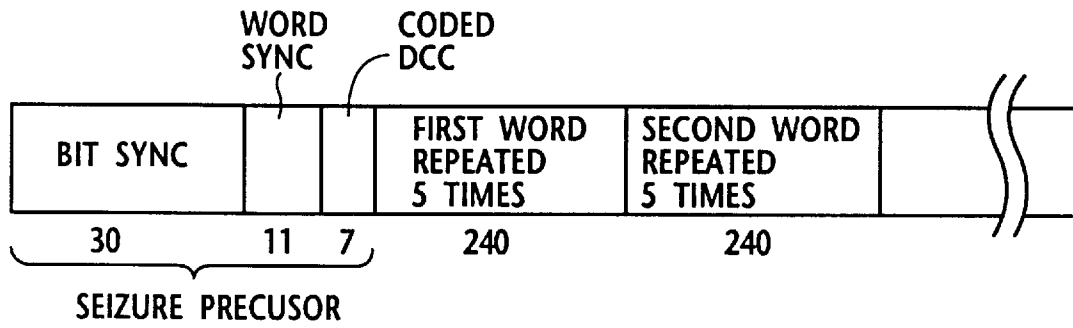 WORD
SYNC
CODED
DCC
BIT SYNC
FIRST WORD
REPEATED
5 TIMES
SECOND WORD
REPEATED
5 TIMES
30
11
7
240
240
SEIZURE PRECUSOR